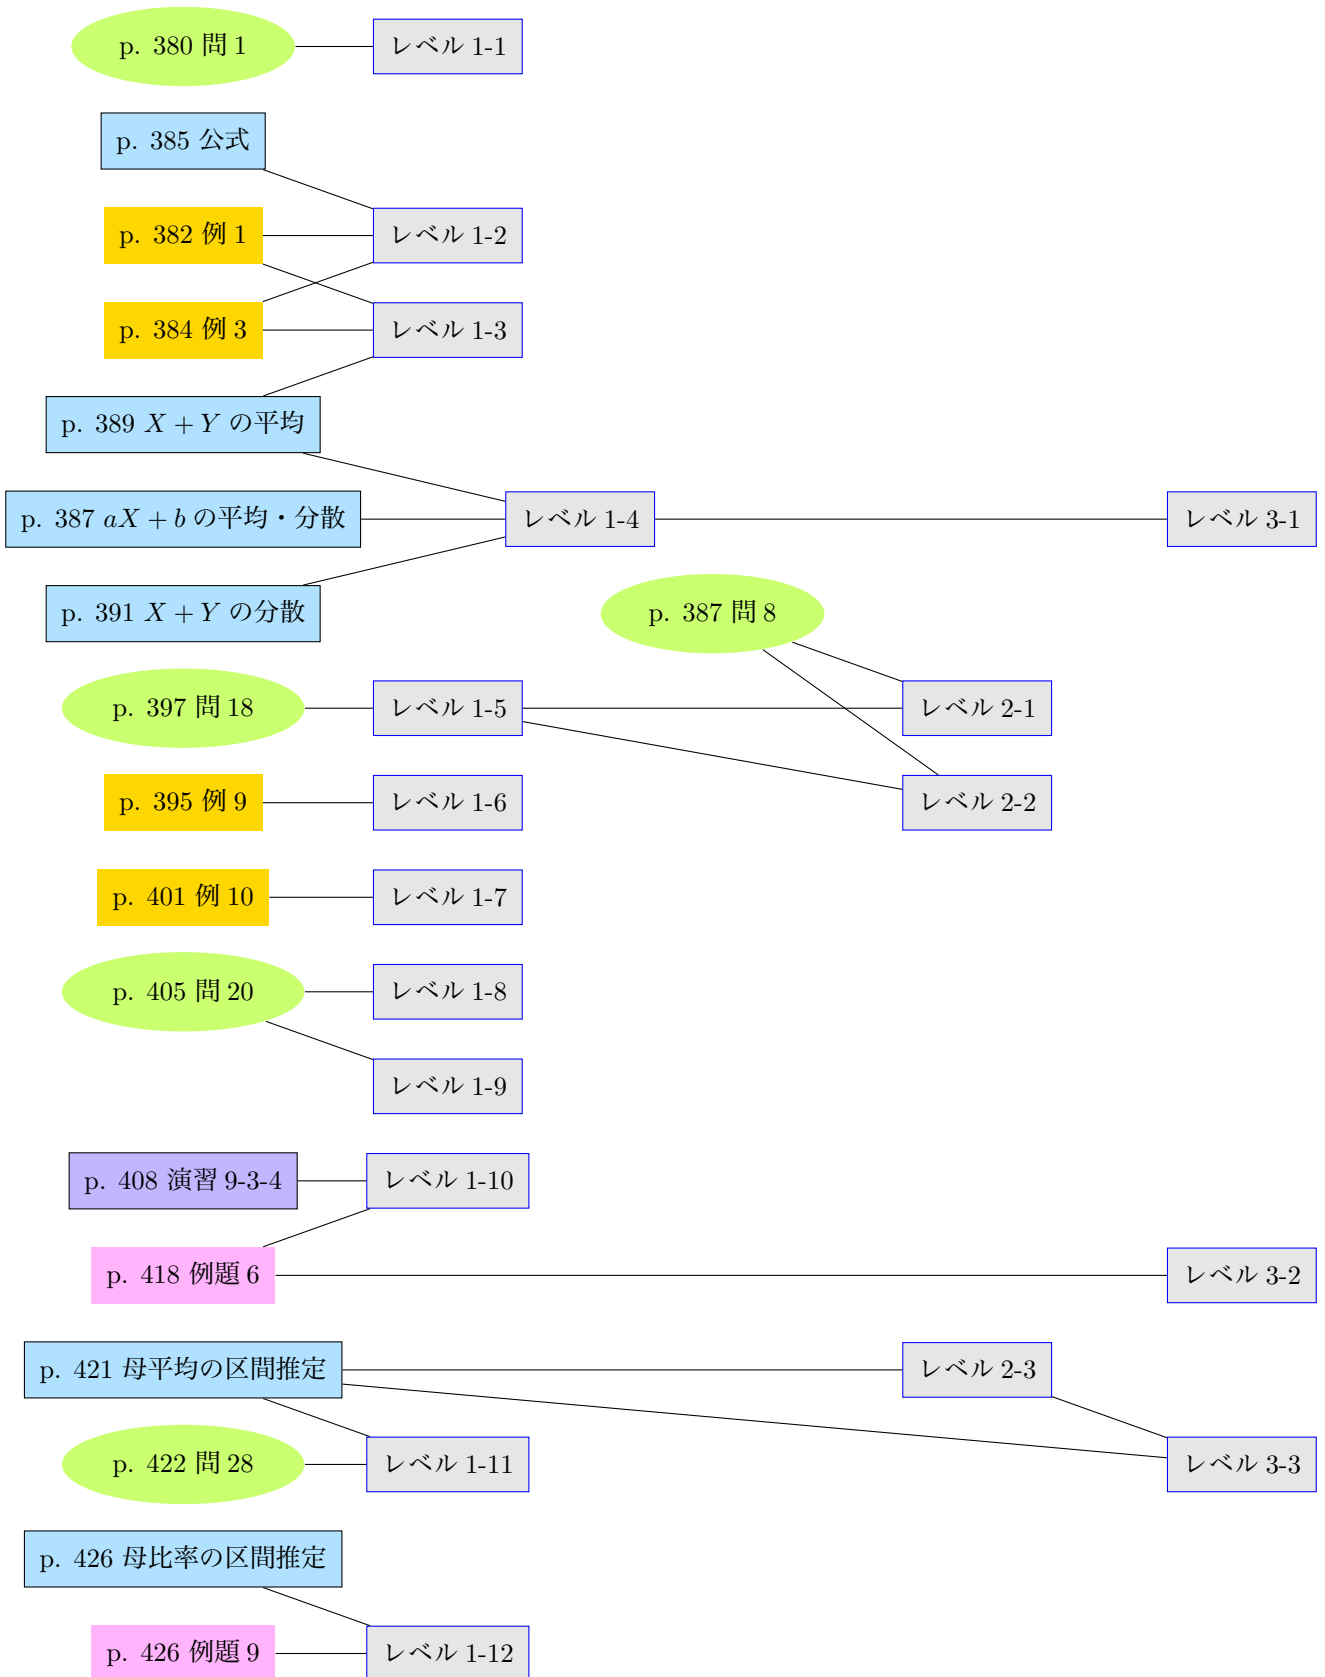 p. 380 問 1
レベル 1-1
p. 385 公式
p. 382 例 1
レベル 1-2
p. 384 例 3
レベル 1-3
p. 389 X + Y の平均
p. 387 aX + b の平均・分散
レベル 1-4
レベル 3-1
p. 391 X + Y の分散
p. 387 問 8
p. 397 問 18
レベル 1-5
レベル 2-1
p. 395 例 9
レベル 1-6
レベル 2-2
p. 401 例 10
レベル 1-7
p. 405 問 20
レベル 1-8
レベル 1-9
p. 408 演習 9-3-4
レベル 1-10
p. 418 例題 6
レベル 3-2
p. 421 母平均の区間推定
レベル 2-3
p. 422 問 28
レベル 1-11
レベル 3-3
p. 426 母比率の区間推定
p. 426 例題 9
レベル 1-12